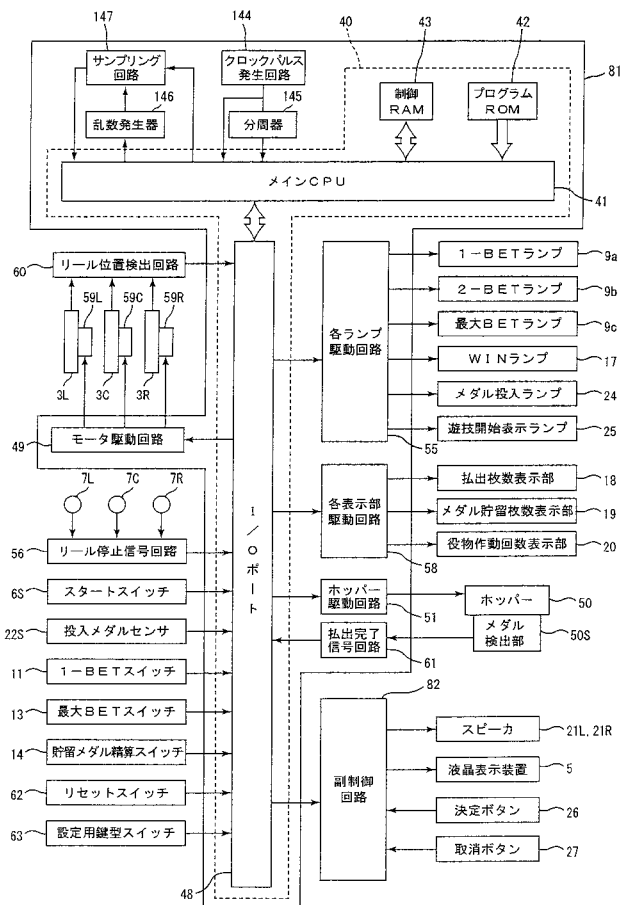 147
144
40
43
42
81
サンプリング
回路
クロックパルス
発生回路
制御
RAM
プログラム
ROM
146
145
乱数発生器
分周器
メインCPU
41
60
リール位置検出回路
59L
59C
59R
3L
3C
3R
49
モータ駆動回路
7L
7C
7R
56
リール停止信号回路
6S
スタートスイッチ
22S
投入メダルセンサ
11
1-BETスイッチ
13
最大BETスイッチ
14
貯留メダル精算スイッチ
62
リセットスイッチ
63
設定用鍵型スイッチ
I/Oポート
48
各ランプ
駆動回路
55
1-BETランプ
9a
2-BETランプ
9b
最大BETランプ
9c
WINランプ
17
メダル投入ランプ
24
遊技開始表示ランプ
25
各表示部
駆動回路
58
払出枚数表示部
18
メダル貯留枚数表示部
19
役物作動回数表示部
20
ホッパー
駆動回路
51
ホッパー
50
払出完了
信号回路
61
メダル
検出部
50S
82
副制御
回路
スピーカ
21L, 21R
液晶表示装置
5
決定ボタン
26
取消ボタン
27